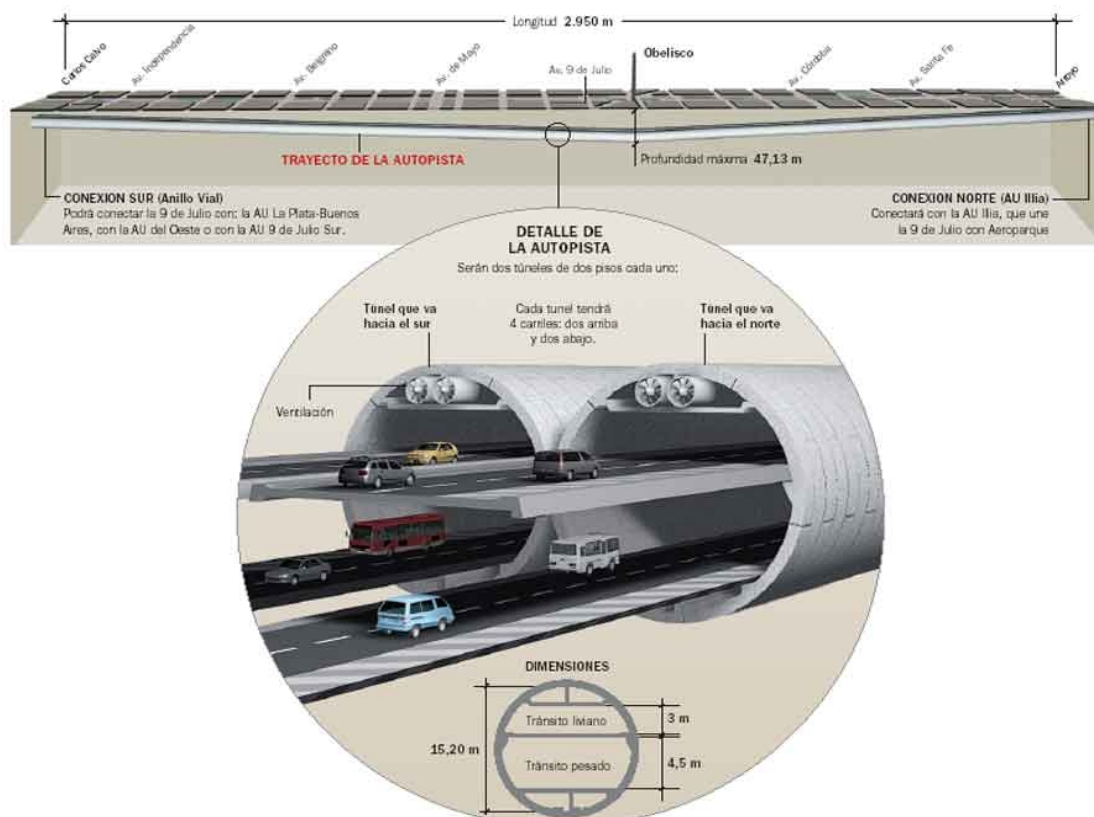 Longitud 2.950 m
Carlos Calvo
Av. Independencia
Av. Belgrano
Av. de Mayo
Av. 9 de Julio
Obelisco
Av. Córdoba
Av. Santa Fe
Arroyo
TRAYECTO DE LA AUTOPISTA
Profundidad máxima 47,13 m
CONEXION SUR (Anillo Vial)
Podrá conectar la 9 de Julio con: la AU La Plata-Buenos
Aires, con la AU del Oeste o con la AU 9 de Julio Sur.
CONEXION NORTE (AU Illia)
Conectará con la AU Illia, que une
la 9 de Julio con Aeroparque
DETALLE DE
LA AUTOPISTA
Serán dos túneles de dos pisos cada uno:
Túnel que va
hacia el sur
Cada tunel tendrá
4 carriles: dos arriba
y dos abajo.
Túnel que va
hacia el norte
Ventilación
DIMENSIONES
15,20 m
Tránsito liviano
3 m
Tránsito pesado
4,5 m